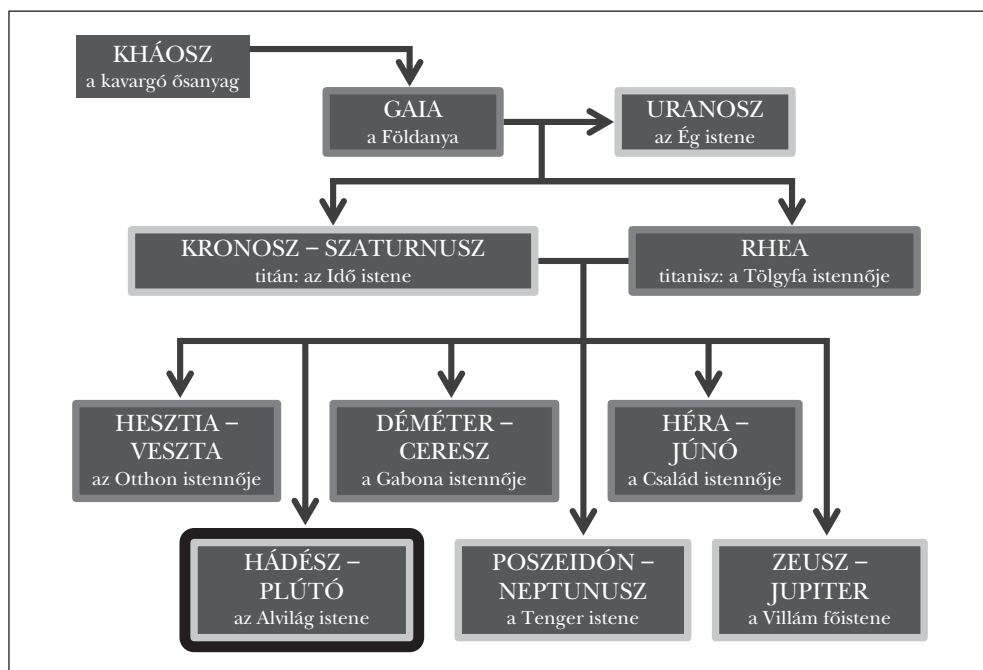 KHÁOSZ
a kavargó ősanyag
GAIA
a Földanya
URANOSZ
az Ég istene
KRONOSZ – SZATURNUSZ
titán: az Idő istene
RHEA
titanisz: a Tölgyfa istennője
HESZTIA –
VESZTA
az Otthon istennője
DÉMÉTER –
CERESZ
a Gabona istennője
HÉRA –
JÚNÓ
a Család istennője
HÁDÉSZ –
PLÚTÓ
az Alvilág istene
POSZEIDÓN –
NEPTUNUSZ
a Tenger istene
ZEUSZ –
JUPITER
a Villám főistene